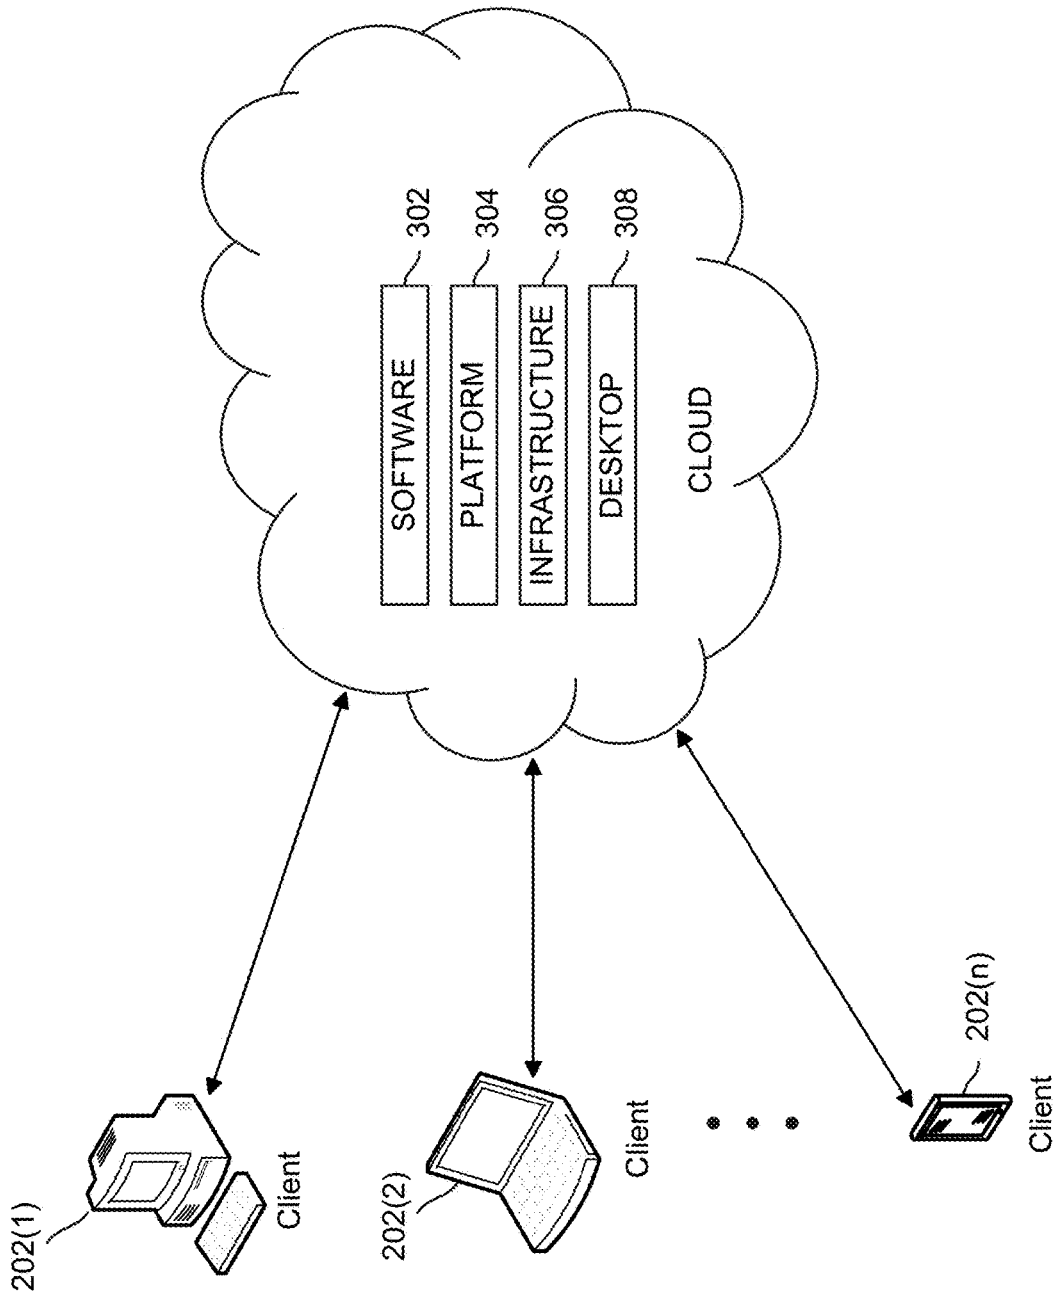 202(1)
Client
202(2)
Client
202(n)
Client
SOFTWARE
302
PLATFORM
304
INFRASTRUCTURE
306
DESKTOP
308
CLOUD